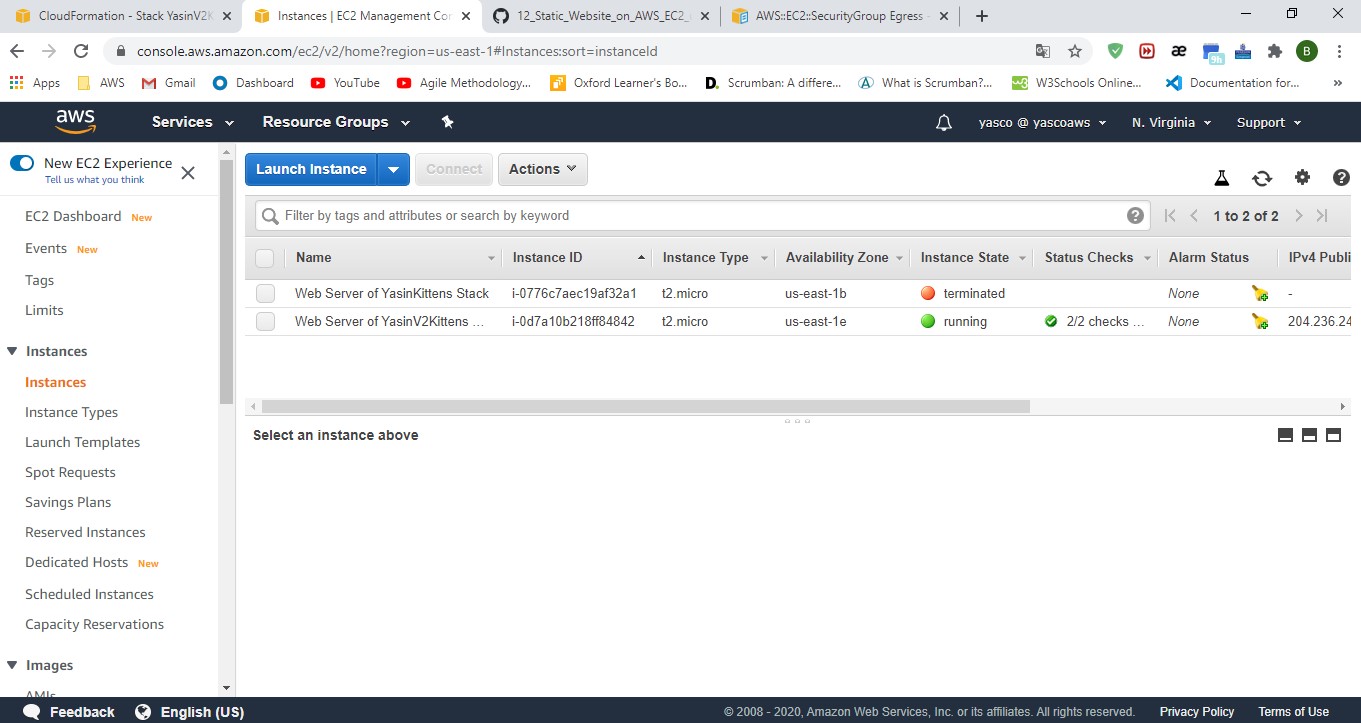 CloudFormation - Stack YasinV2K
Instances | EC2 Management Con
12_Static_Website_on_AWS_EC2_
AWS::EC2::SecurityGroup Egress -
console.aws.amazon.com/ec2/v2/home?region=us-east-1#Instances:sort=instanceId
9h
B
Apps AWS Gmail Dashboard YouTube Agile Methodology... Oxford Learner's Bo... Scrumban: A differe... What is Scrumban?... W3Schools Online... Documentation for... »
aws Services Resource Groups yasco @ yascoaws N. Virginia Support
New EC2 Experience
Tell us what you think
EC2 Dashboard New
Events New
Tags
Limits
Instances
Instances
Instance Types
Launch Templates
Spot Requests
Savings Plans
Reserved Instances
Dedicated Hosts New
Scheduled Instances
Capacity Reservations
Images
AMIs
Launch Instance Connect Actions
Filter by tags and attributes or search by keyword
1 to 2 of 2
Name Instance ID Instance Type Availability Zone Instance State Status Checks Alarm Status IPv4 Publi
Web Server of YasinKittens Stack i-0776c7aec19af32a1 t2.micro us-east-1b terminated None -
Web Server of YasinV2Kittens ... i-0d7a10b218ff84842 t2.micro us-east-1e running 2/2 checks ... None 204.236.24
Select an instance above
Feedback English (US) © 2008 - 2020, Amazon Web Services, Inc. or its affiliates. All rights reserved. Privacy Policy Terms of Use